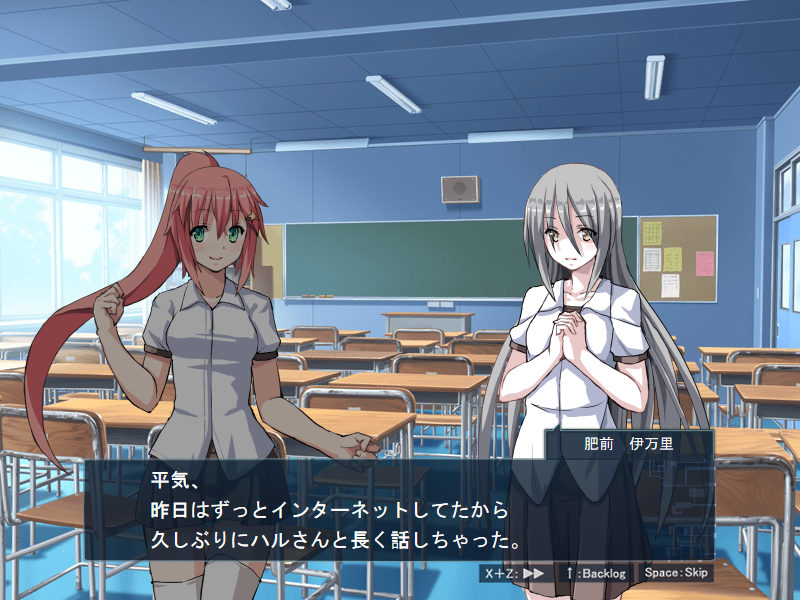 肥前　伊万里
平気、
昨日はずっとインターネットしてたから
久しぶりにハルさんと長く話しちゃった。
X+Z:▶▶ ↑:Backlog Space:Skip